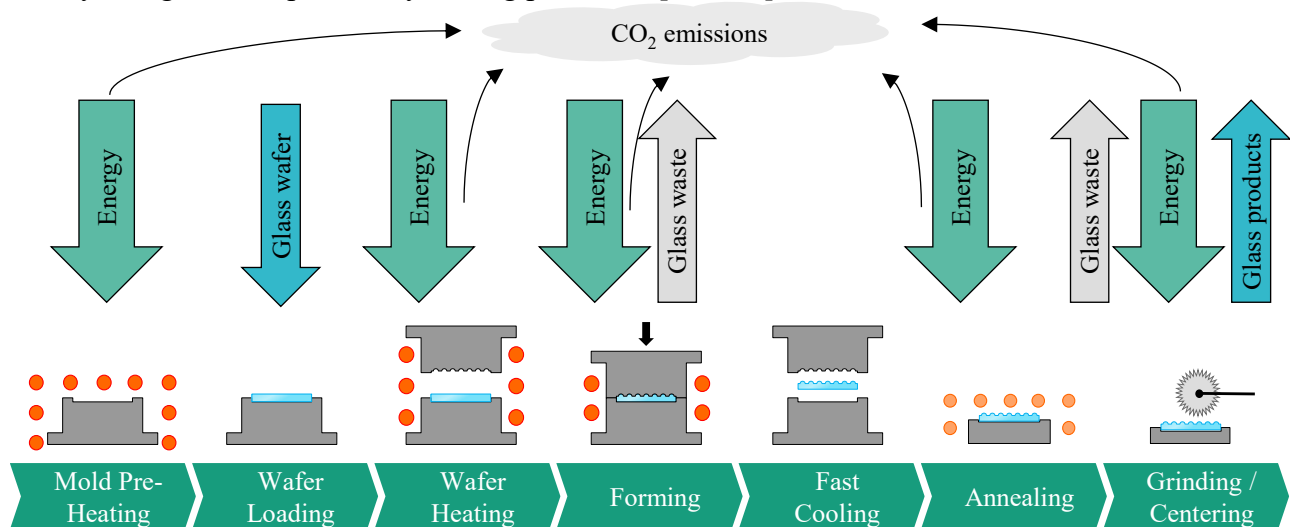 CO₂ emissions
Energy
Glass wafer
Energy
Energy
Glass waste
Energy
Glass waste
Energy
Glass products
Mold Pre-
Heating
Wafer
Loading
Wafer
Heating
Forming
Fast
Cooling
Annealing
Grinding /
Centering